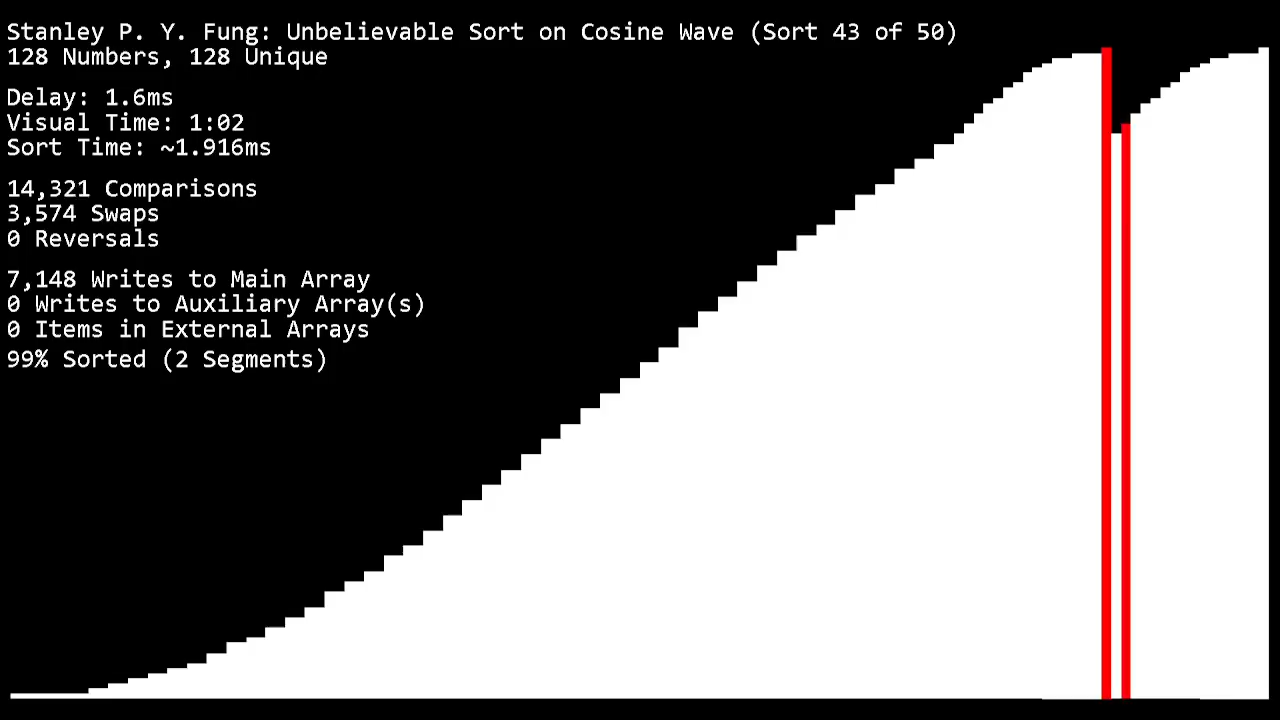 Stanley P. Y. Fung: Unbelievable Sort on Cosine Wave (Sort 43 of 50)
128 Numbers, 128 Unique
Delay: 1.6ms
Visual Time: 1:02
Sort Time: ~1.916ms
14,321 Comparisons
3,574 Swaps
0 Reversals
7,148 Writes to Main Array
0 Writes to Auxiliary Array(s)
0 Items in External Arrays
99% Sorted (2 Segments)